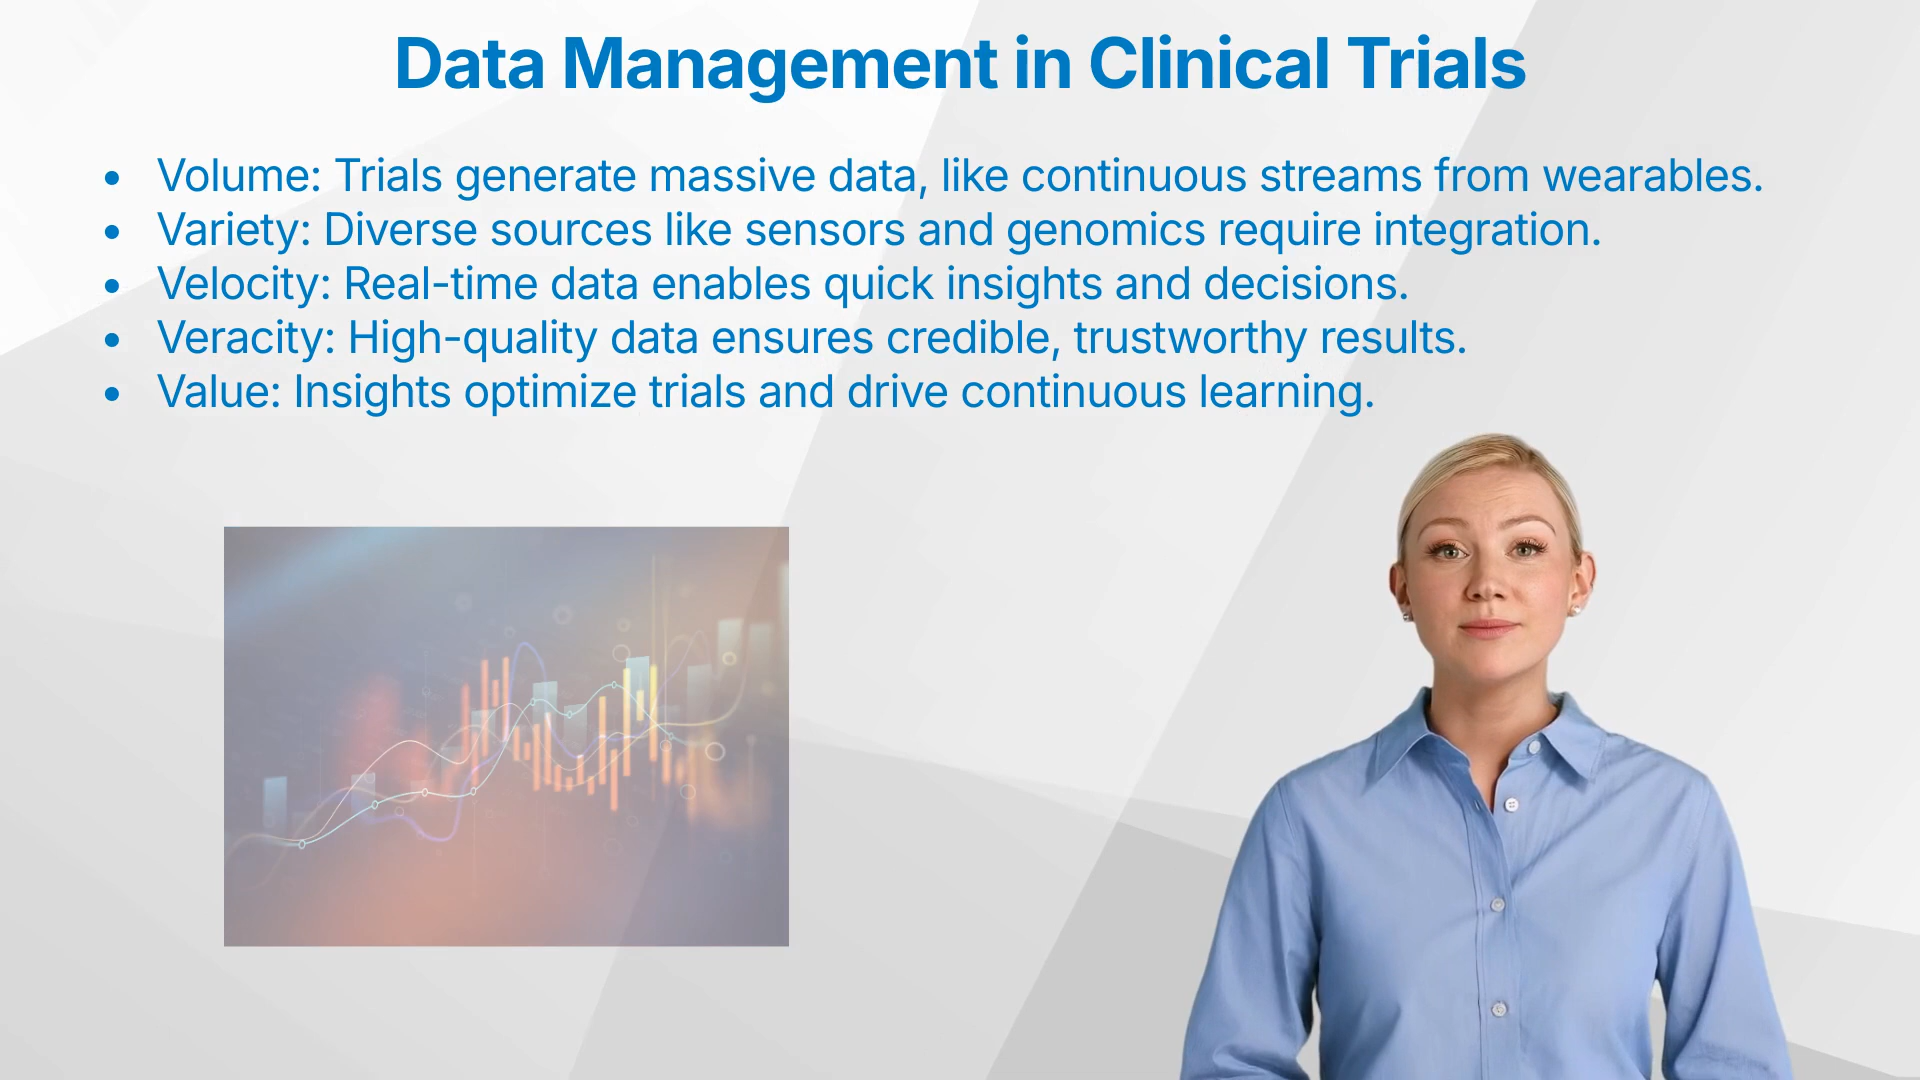 Data Management in Clinical Trials
• Volume: Trials generate massive data, like continuous streams from wearables.
• Variety: Diverse sources like sensors and genomics require integration.
• Velocity: Real-time data enables quick insights and decisions.
• Veracity: High-quality data ensures credible, trustworthy results.
• Value: Insights optimize trials and drive continuous learning.